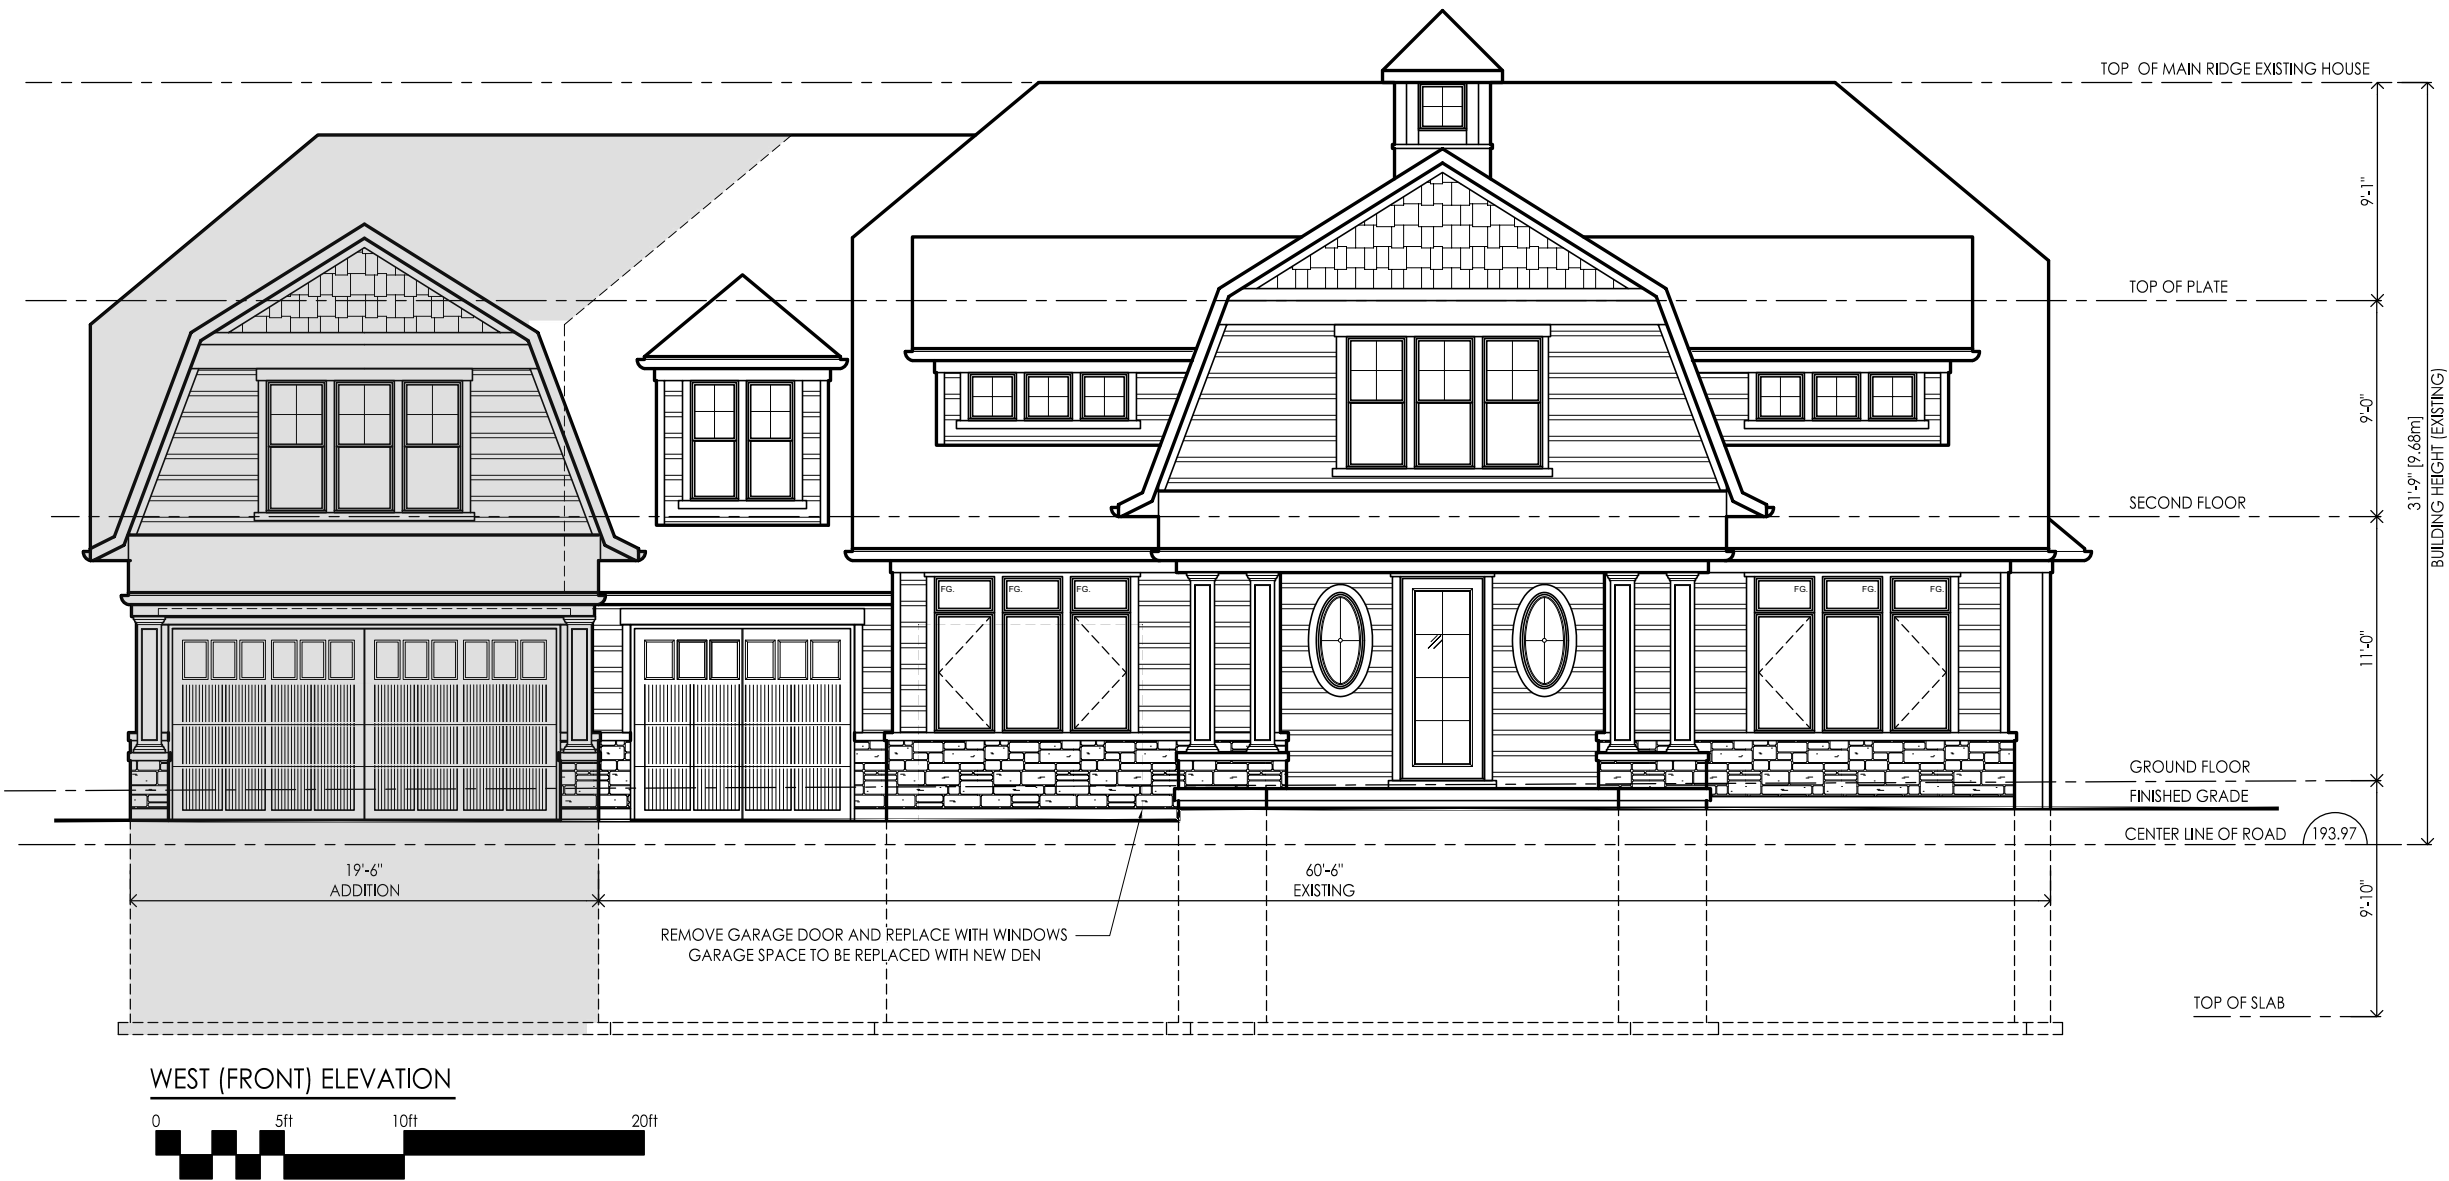 TOP OF MAIN RIDGE EXISTING HOUSE
9'-1"
TOP OF PLATE
9'-0"
31'-9" [9.68m]
BUILDING HEIGHT (EXISTING)
SECOND FLOOR
FG.
FG.
FG.
FG.
FG.
FG.
11'-0"
GROUND FLOOR
FINISHED GRADE
CENTER LINE OF ROAD
193.97
19'-6"
ADDITION
60'-6"
EXISTING
9'-10"
REMOVE GARAGE DOOR AND REPLACE WITH WINDOWS
GARAGE SPACE TO BE REPLACED WITH NEW DEN
TOP OF SLAB
WEST (FRONT) ELEVATION
0 5ft 10ft 20ft